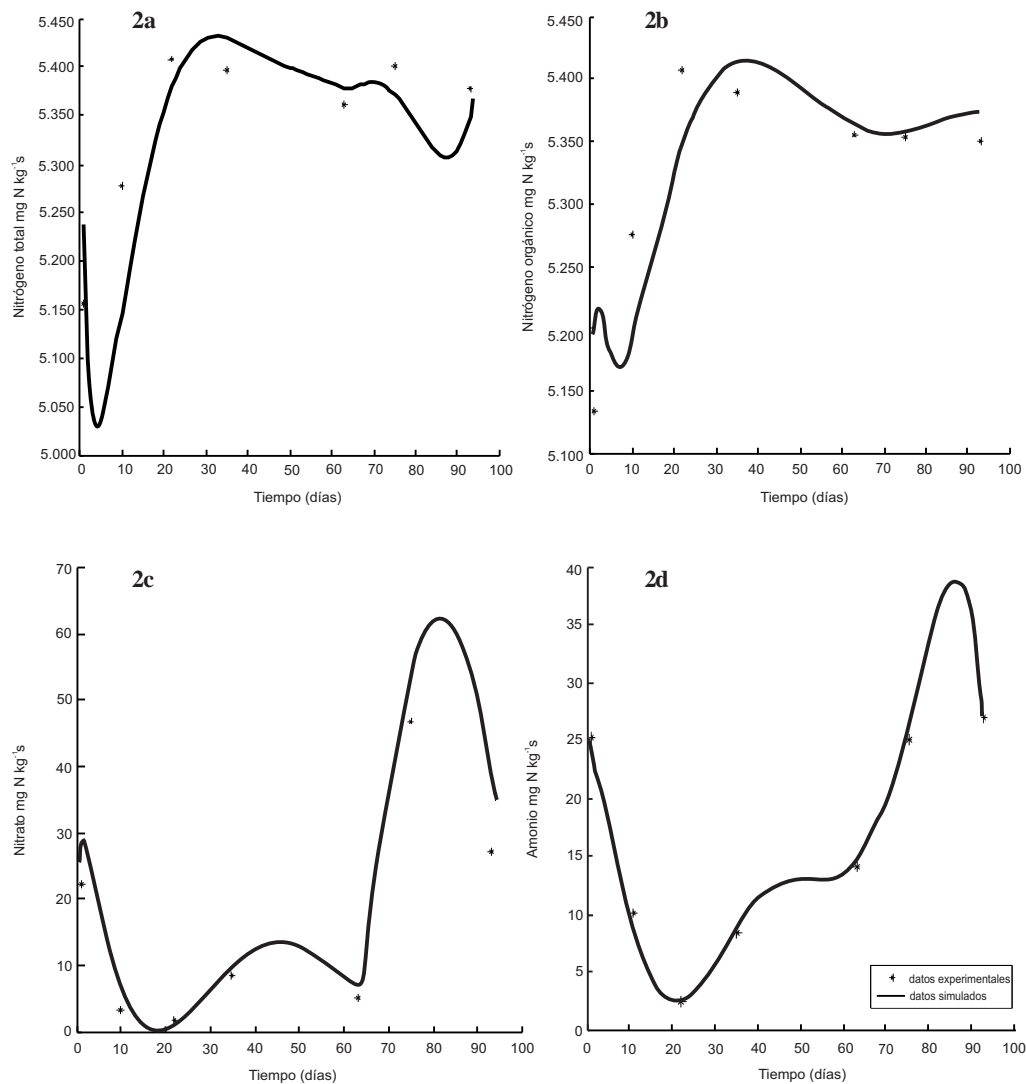 2a
Nitrógeno total mg N kg⁻¹s
5.450
5.400
5.350
5.300
5.250
5.200
5.150
5.100
5.050
5.000
0 10 20 30 40 50 60 70 80 90 100
Tiempo (días)
2b
Nitrógeno orgánico mg N kg⁻¹s
5.450
5.400
5.350
5.300
5.250
5.200
5.150
5.100
0 10 20 30 40 50 60 70 80 90 100
Tiempo (días)
2c
Nitrato mg N kg⁻¹s
70
60
50
40
30
20
10
0
0 10 20 30 40 50 60 70 80 90 100
Tiempo (días)
2d
Amonio mg N kg⁻¹s
40
35
30
25
20
15
10
5
0
0 10 20 30 40 50 60 70 80 90 100
Tiempo (días)
datos experimentales
datos simulados